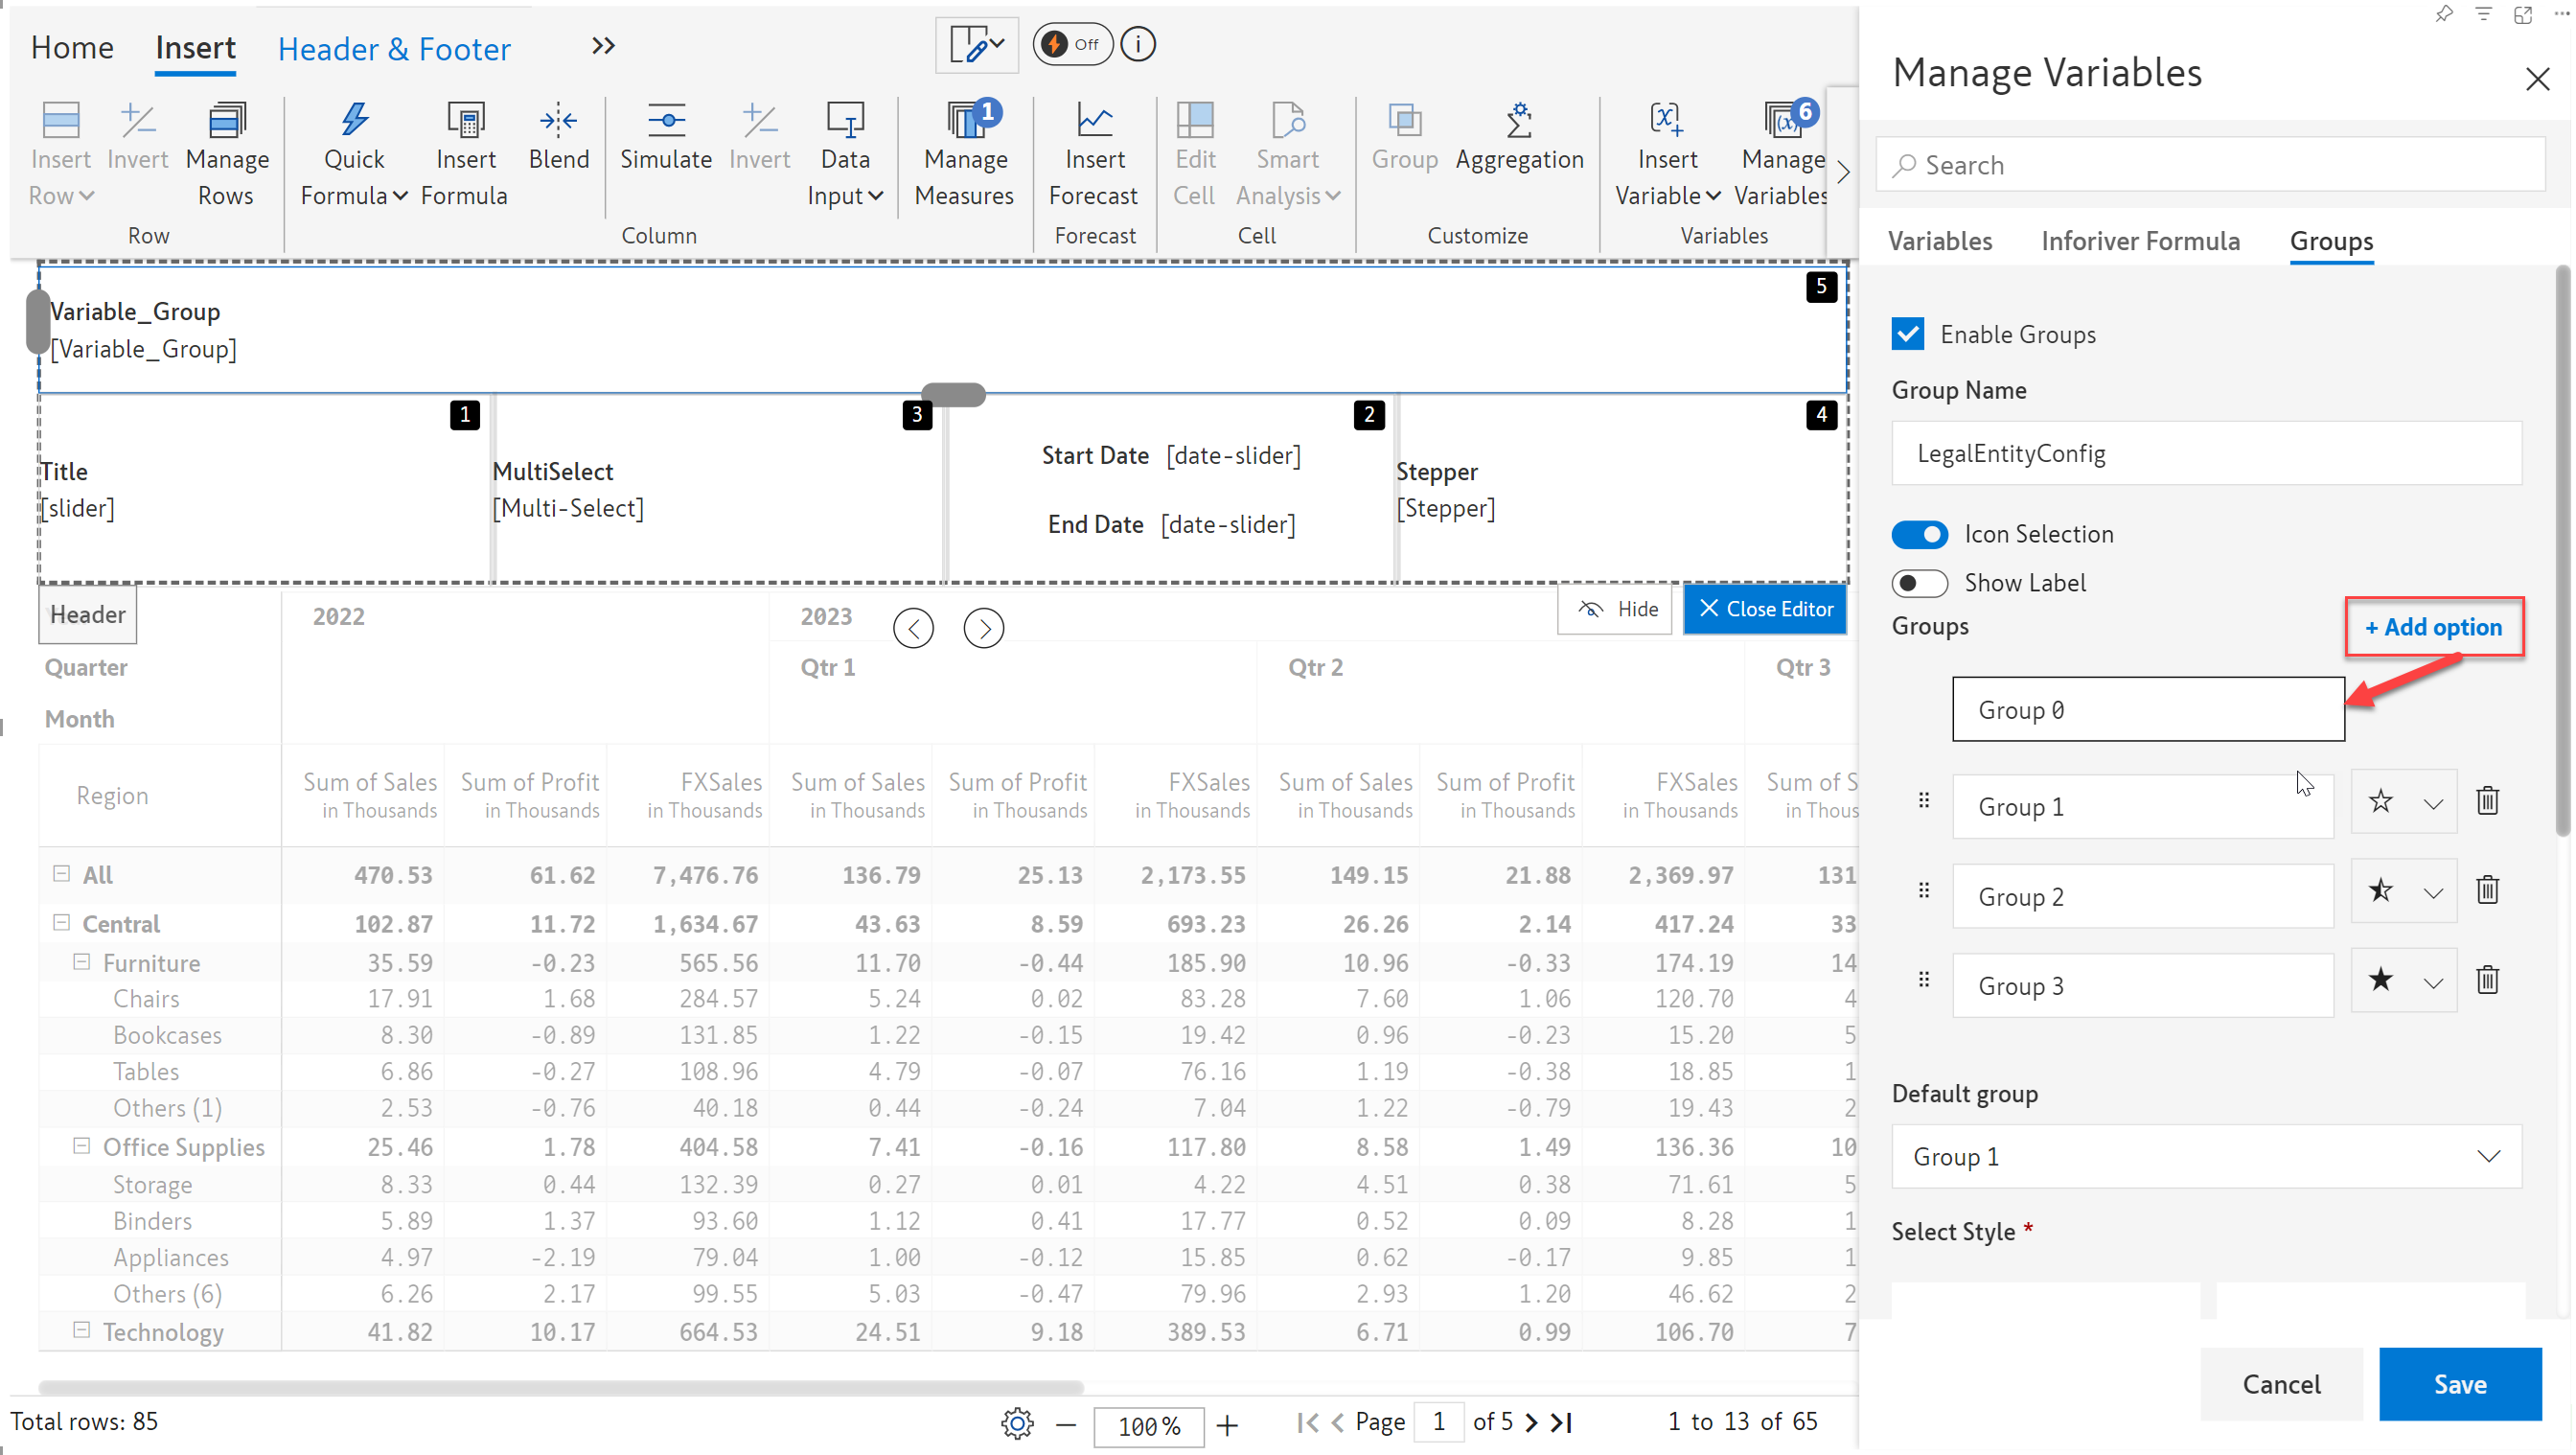 Home Insert Header & Footer
Off
Insert Row
Invert
Manage Rows
Row
Quick Formula
Insert Formula
Blend
Simulate
Invert
Data Input
Column
Manage Measures
1
Insert Forecast
Forecast
Edit Cell
Smart Analysis
Cell
Group
Aggregation
Customize
Insert Variable
Manage Variables
6
Variables
Variable_Group
[Variable_Group]
5
1
3
2
4
Title
[slider]
MultiSelect
[Multi-Select]
Start Date [date-slider]
End Date [date-slider]
Stepper
[Stepper]
Header
Hide
Close Editor
2022 2023
Quarter Qtr 1 Qtr 2 Qtr 3
Month
Region
Sum of Sales Sum of Profit FXSales Sum of Sales Sum of Profit FXSales Sum of Sales Sum of Profit FXSales Sum of S
in Thousands in Thousands in Thousands in Thousands in Thousands in Thousands in Thousands in Thousands in Thousands in Thous
All 470.53 61.62 7,476.76 136.79 25.13 2,173.55 149.15 21.88 2,369.97 131
Central 102.87 11.72 1,634.67 43.63 8.59 693.23 26.26 2.14 417.24 33
Furniture 35.59 -0.23 565.56 11.70 -0.44 185.90 10.96 -0.33 174.19 14
Chairs 17.91 1.68 284.57 5.24 0.02 83.28 7.60 1.06 120.70 4
Bookcases 8.30 -0.89 131.85 1.22 -0.15 19.42 0.96 -0.23 15.20 5
Tables 6.86 -0.27 108.96 4.79 -0.07 76.16 1.19 -0.38 18.85 1
Others (1) 2.53 -0.76 40.18 0.44 -0.24 7.04 1.22 -0.79 19.43 2
Office Supplies 25.46 1.78 404.58 7.41 -0.16 117.80 8.58 1.49 136.36 10
Storage 8.33 0.44 132.39 0.27 0.01 4.22 4.51 0.38 71.61 5
Binders 5.89 1.37 93.60 1.12 0.41 17.77 0.52 0.09 8.28 1
Appliances 4.97 -2.19 79.04 1.00 -0.12 15.85 0.62 -0.17 9.85 1
Others (6) 6.26 2.17 99.55 5.03 -0.47 79.96 2.93 1.20 46.62 2
Technology 41.82 10.17 664.53 24.51 9.18 389.53 6.71 0.99 106.70 7
Total rows: 85
100 %
Page 1 of 5
1 to 13 of 65
Manage Variables
Search
Variables Inforiver Formula Groups
Enable Groups
Group Name
LegalEntityConfig
Icon Selection
Show Label
Groups
+ Add option
Group 0
Group 1
Group 2
Group 3
Default group
Group 1
Select Style *
Cancel
Save